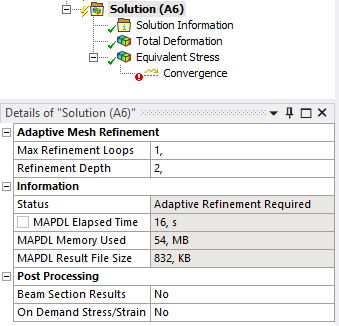 Solution (A6)
Solution Information
Total Deformation
Equivalent Stress
Convergence
Details of "Solution (A6)"
Adaptive Mesh Refinement
Max Refinement Loops 1,
Refinement Depth 2,
Information
Status Adaptive Refinement Required
MAPDL Elapsed Time 16, s
MAPDL Memory Used 54, MB
MAPDL Result File Size 832, KB
Post Processing
Beam Section Results No
On Demand Stress/Strain No